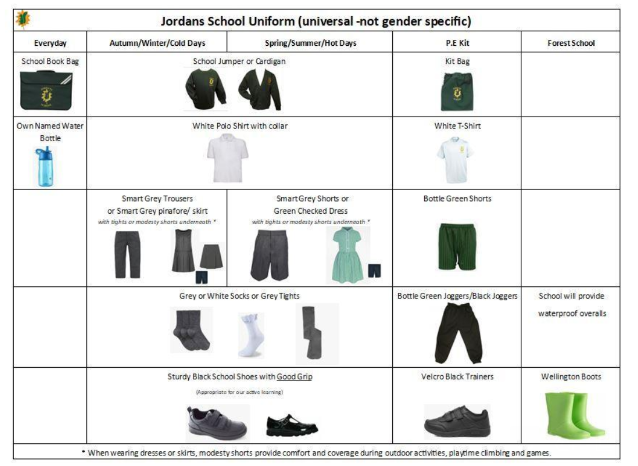 Jordans School Uniform (universal -not gender specific)
Everyday
Autumn/Winter/Cold Days
Spring/Summer/Hot Days
P.E Kit
Forest School
School Book Bag
School Jumper or Cardigan
Kit Bag
Own Named Water
Bottle
White Polo Shirt with collar
White T-Shirt
Smart Grey Trousers
or Smart Grey pinafore/ skirt
with tights or modesty shorts underneath *
Smart Grey Shorts or
Green Checked Dress
with tights or modesty shorts underneath *
Bottle Green Shorts
Grey or White Socks or Grey Tights
Bottle Green Joggers/Black Joggers
School will provide
waterproof overalls
Sturdy Black School Shoes with Good Grip
(Appropriate for our active learning)
Velcro Black Trainers
Wellington Boots
* When wearing dresses or skirts, modesty shorts provide comfort and coverage during outdoor activities, playtime climbing and games.